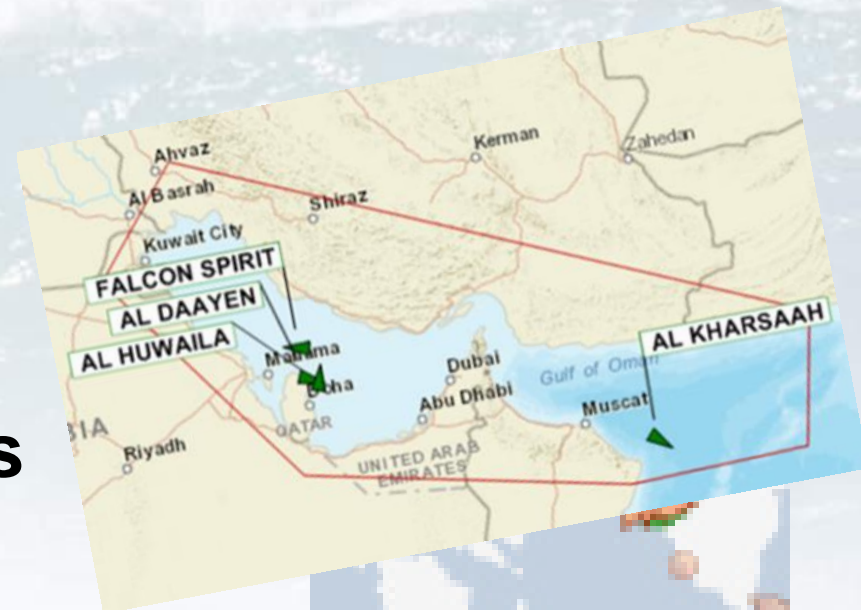 Kerman
Zahedan
Ahvaz
Al Basrah
Shiraz
Kuwait City
FALCON SPIRIT
AL DAAYEN
AL HUWAILA
AL KHARSAAH
Manama
Doha
QATAR
Dubai
Abu Dhabi
Gulf of Oman
Muscat
Riyadh
UNITED ARAB
EMIRATES
BIA
s